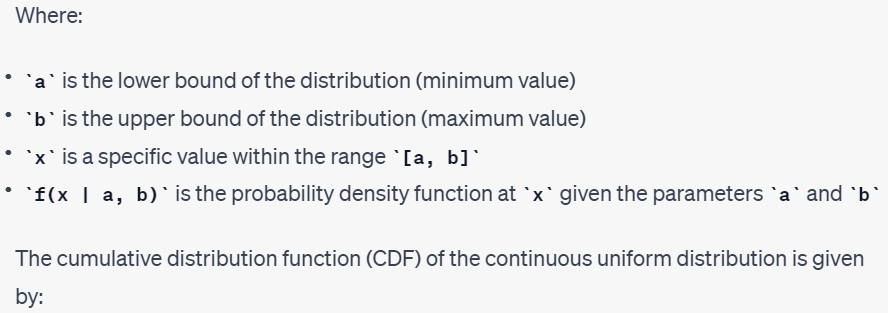 Where:
• `a` is the lower bound of the distribution (minimum value)
• `b` is the upper bound of the distribution (maximum value)
• `x` is a specific value within the range `[a, b]`
• `f(x | a, b)` is the probability density function at `x` given the parameters `a` and `b`
The cumulative distribution function (CDF) of the continuous uniform distribution is given
by: